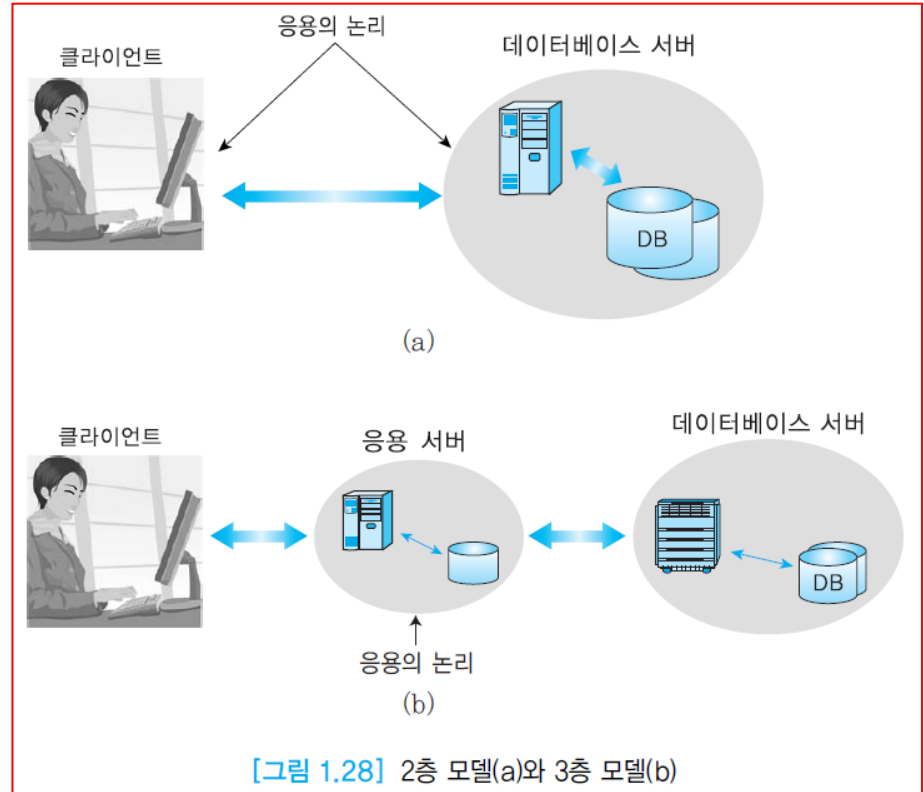 응용의 논리
클라이언트
데이터베이스 서버
DB
(a)
클라이언트
응용 서버
데이터베이스 서버
DB
응용의 논리
(b)
[그림 1.28] 2층 모델(a)와 3층 모델(b)